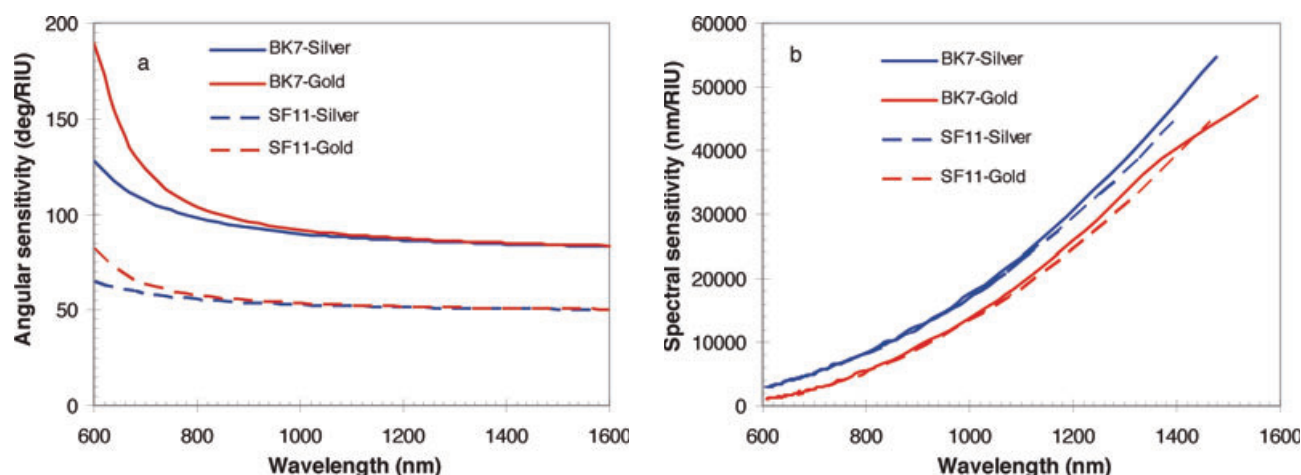 Angular sensitivity (deg/RIU)
200
150
100
50
0
a
BK7-Silver
BK7-Gold
SF11-Silver
SF11-Gold
600 800 1000 1200 1400 1600
Wavelength (nm)
Spectral sensitivity (nm/RIU)
60000
50000
40000
30000
20000
10000
0
b
BK7-Silver
BK7-Gold
SF11-Silver
SF11-Gold
600 800 1000 1200 1400 1600
Wavelength (nm)